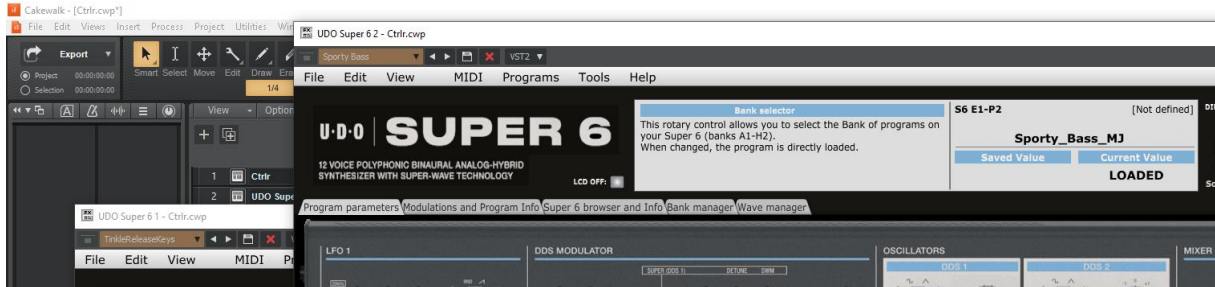 Cakewalk - [Ctrlr.cwp*]
File Edit Views Insert Process Project Utilities
Export
Project 00:00:00:00
Selection 00:00:00:00
Smart Select Move Edit Draw
1/4
View Option
1 Ctrlr
2 UDO Supe
UDO Super 6 1 - Ctrlr.cwp
TinkleReleaseKeys
File Edit View MIDI
UDO Super 6 2 - Ctrlr.cwp
Sporty Bass VST2
File Edit View MIDI Programs Tools Help
U·D·O SUPER 6
12 VOICE POLYPHONIC BINAURAL ANALOG-HYBRID
SYNTHESIZER WITH SUPER-WAVE TECHNOLOGY
LCD OFF:
Bank selector
This rotary control allows you to select the Bank of programs on
your Super 6 (banks A1-H2).
When changed, the program is directly loaded.
S6 E1-P2 [Not defined]
Sporty_Bass_MJ
Saved Value Current Value
LOADED
Program parameters Modulations and Program Info Super 6 browser and Info Bank manager Wave manager
LFO 1 DDS MODULATOR OSCILLATORS MIXER
DDS 1 DDS 2
SUPER (DDS 1) DETUNE DWM